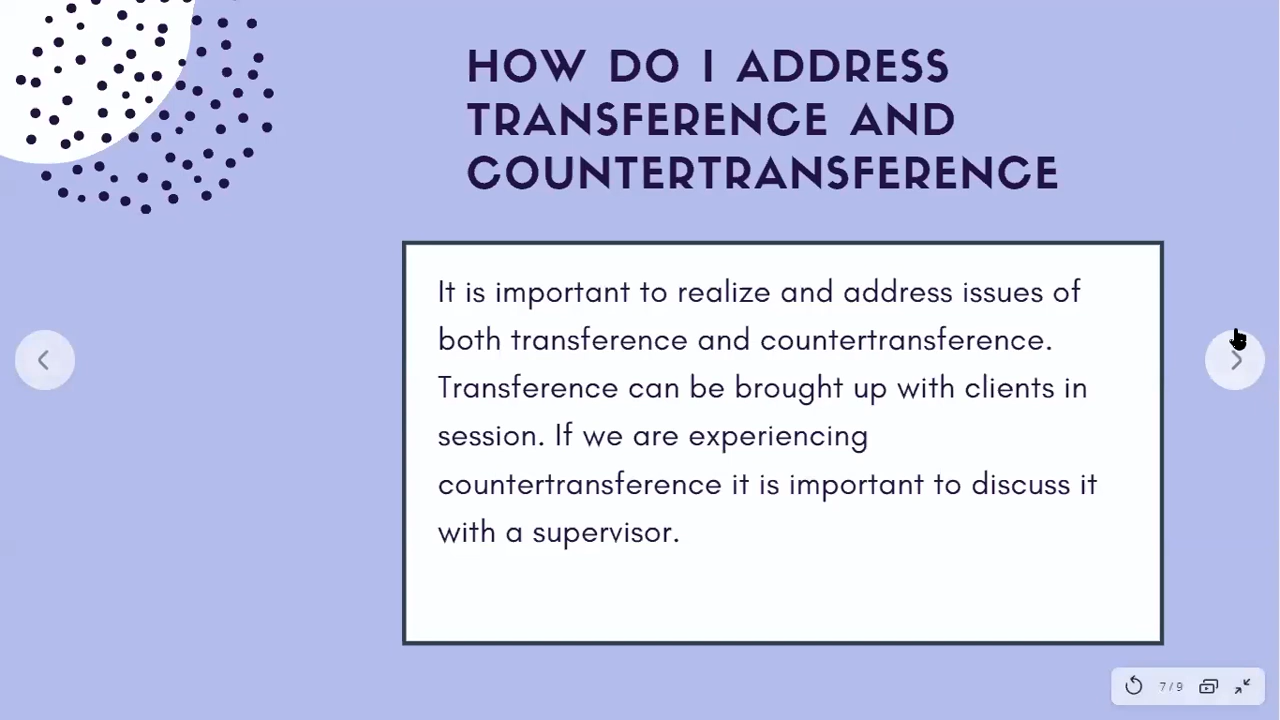 HOW DO I ADDRESS
TRANSFERENCE AND
COUNTERTRANSFERENCE
It is important to realize and address issues of
both transference and countertransference.
Transference can be brought up with clients in
session. If we are experiencing
countertransference it is important to discuss it
with a supervisor.
7/9